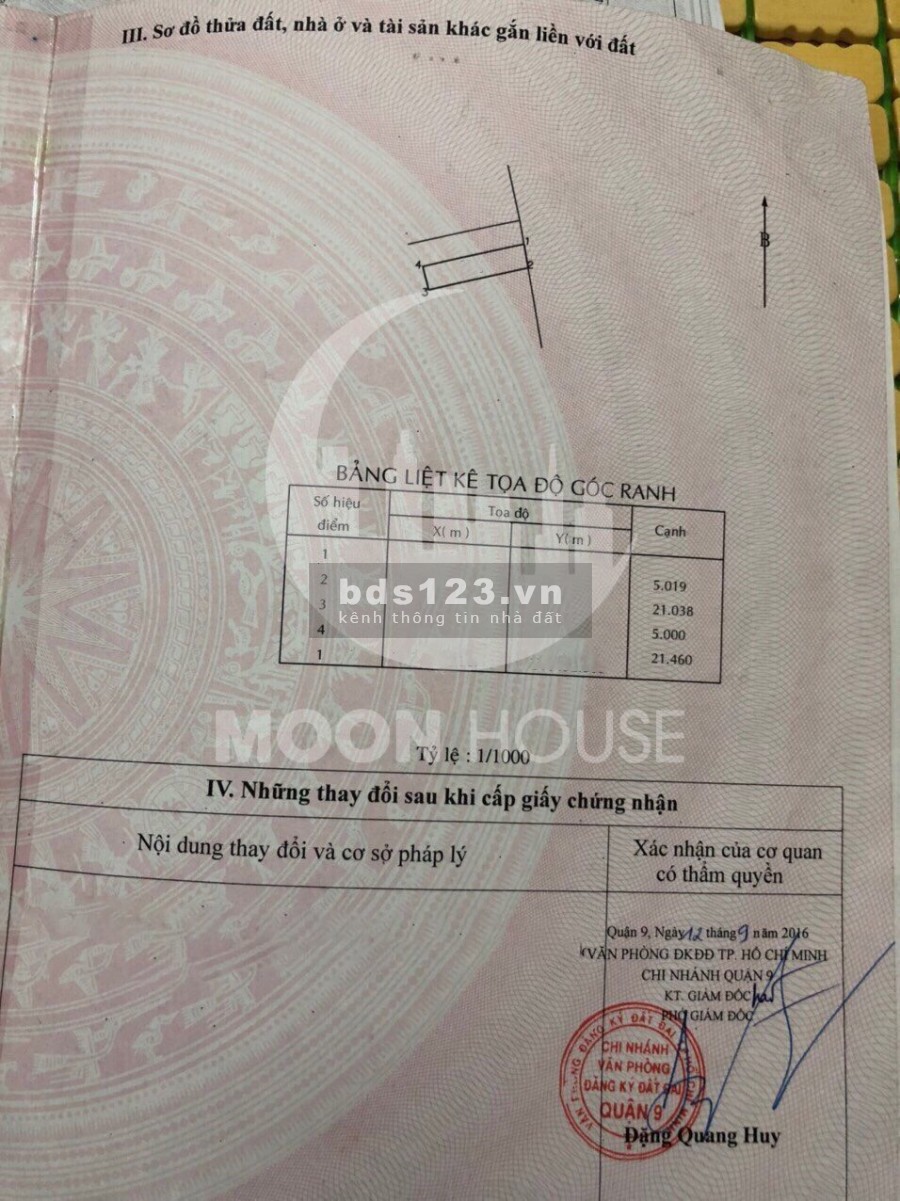 III. Sơ đồ thửa đất, nhà ở và tài sản khác gắn liền với đất
1
4
2
3
B
BẢNG LIỆT KÊ TỌA ĐỘ GÓC RANH
Số hiệu điểm
Toạ độ
Cạnh
X( m )
Y( m )
1
2
5.019
3
21.038
4
5.000
1
21.460
bds123.vn
kênh thông tin nhà đất
MOON HOUSE
Tỷ lệ : 1/1000
IV. Những thay đổi sau khi cấp giấy chứng nhận
Nội dung thay đổi và cơ sở pháp lý
Xác nhận của cơ quan
có thẩm quyền
Quận 9, Ngày 12 tháng 9 năm 2016
VĂN PHÒNG ĐKĐĐ TP. HỒ CHÍ MINH
CHI NHÁNH QUẬN 9
KT. GIÁM ĐỐC
PHÓ GIÁM ĐỐC
CHI NHÁNH
VĂN PHÒNG
ĐĂNG KÝ ĐẤT ĐAI
QUẬN 9
Đặng Quang Huy